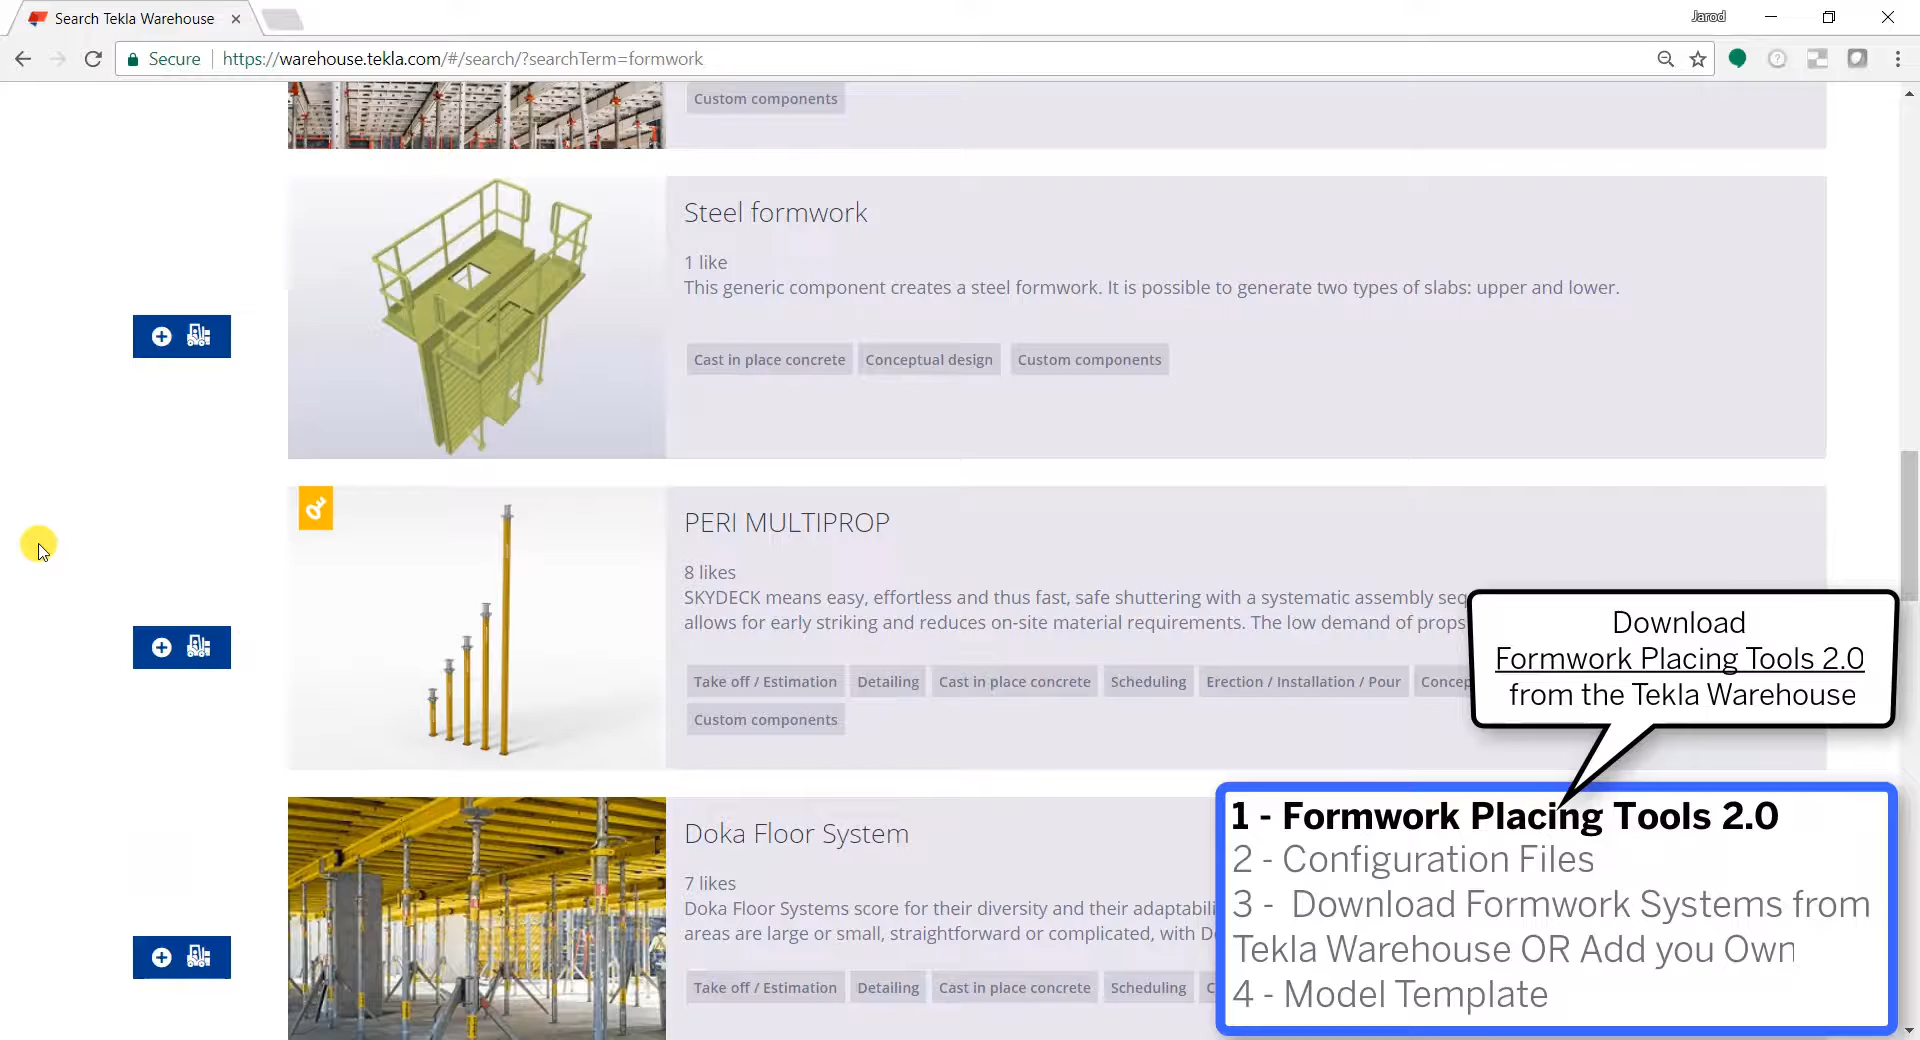 Search Tekla Warehouse
Jarod
Secure
https://warehouse.tekla.com/#/search/?searchTerm=formwork
Custom components
Steel formwork
1 like
This generic component creates a steel formwork. It is possible to generate two types of slabs: upper and lower.
Cast in place concrete Conceptual design Custom components
PERI MULTIPROP
8 likes
SKYDECK means easy, effortless and thus fast, safe shuttering with a systematic assembly
allows for early striking and reduces on-site material requirements. The low demand of props
Take off / Estimation Detailing Cast in place concrete Scheduling Erection / Installation / Pour
Custom components
Download
Formwork Placing Tools 2.0
from the Tekla Warehouse
Doka Floor System
7 likes
Doka Floor Systems score for their diversity and their
areas are large or small, straightforward or complicated, with
Take off / Estimation Detailing Cast in place concrete Scheduling
1 - Formwork Placing Tools 2.0
2 - Configuration Files
3 - Download Formwork Systems from
Tekla Warehouse OR Add you Own
4 - Model Template